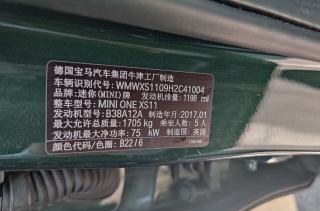 德国宝马汽车集团牛津工厂制造
车辆识别代号: WMWXS1109H2C41004
品牌: 迷你(MINI)牌 发动机排量: 1198 ml
整车型号: MINI ONE XS11
发动机型号: B38A12A 制造年月: 2017.01
最大允许总质量: 1705 kg 乘坐人数: 5 人
发动机最大净功率: 75 kW 制造国: 英国
颜色代码/色圈: B22/6